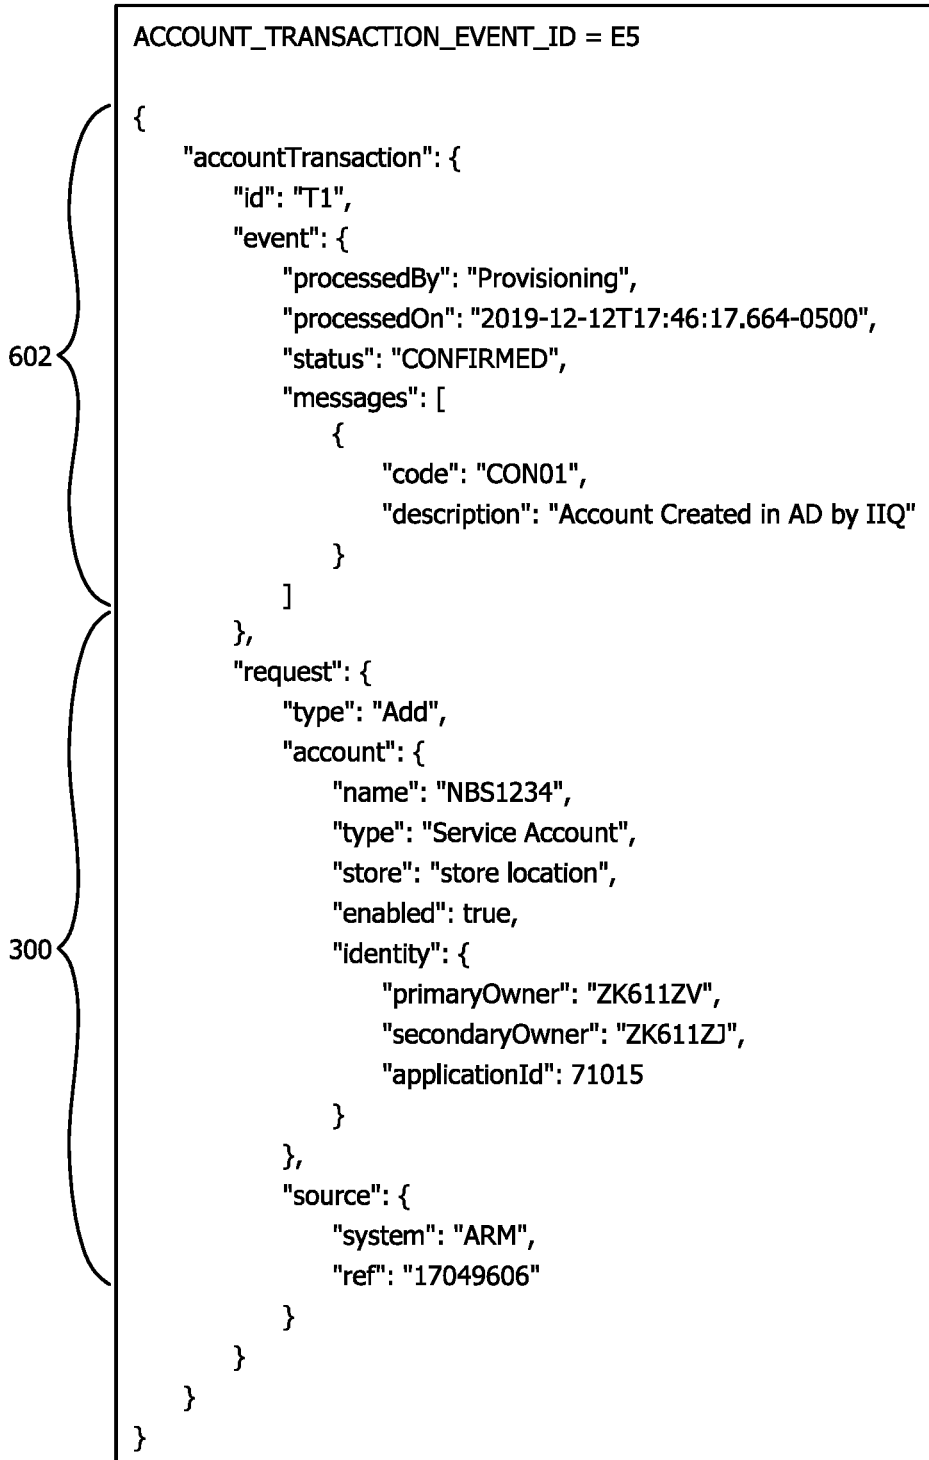 ACCOUNT_TRANSACTION_EVENT_ID = E5
{
"accountTransaction": {
"id": "T1",
"event": {
"processedBy": "Provisioning",
"processedOn": "2019-12-12T17:46:17.664-0500",
602
"status": "CONFIRMED",
"messages": [
{
"code": "CON01",
"description": "Account Created in AD by IIQ"
}
]
},
"request": {
"type": "Add",
"account": {
"name": "NBS1234",
"type": "Service Account",
"store": "store location",
"enabled": true,
300
"identity": {
"primaryOwner": "ZK611ZV",
"secondaryOwner": "ZK611ZJ",
"applicationId": 71015
}
},
"source": {
"system": "ARM",
"ref": "17049606"
}
}
}
}